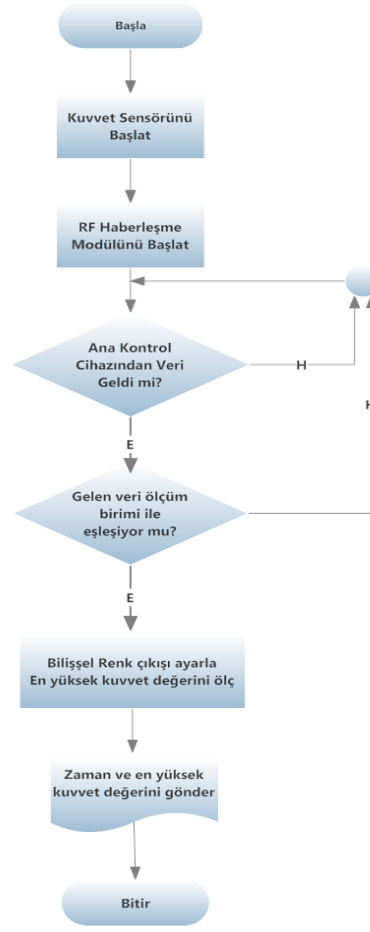 Başla
Kuvvet Sensörünü
Başlat
RF Haberleşme
Modülünü Başlat
Ana Kontrol
Cihazından Veri
Geldi mi?
H
E
Gelen veri ölçüm
birimi ile
eşleşiyor mu?
E
Bilişsel Renk çıkışı ayarla
En yüksek kuvvet değerini ölç
Zaman ve en yüksek
kuvvet değerini gönder
Bitir